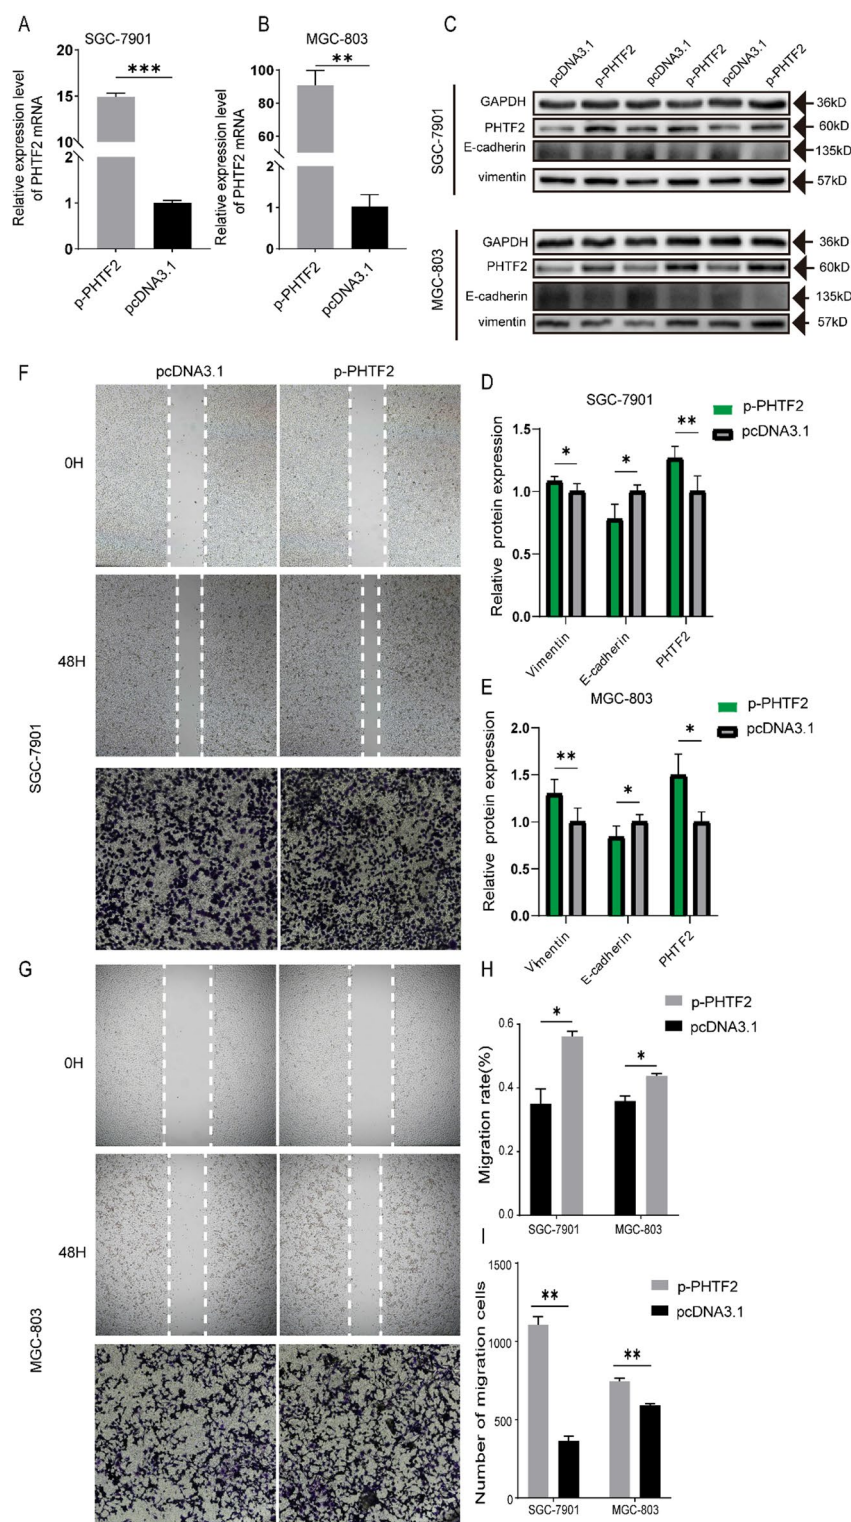 A
SGC-7901
***
Relative expression level
of PHTF2 mRNA
15
10
2
1
0
p-PHTF2
pcDNA3.1
B
MGC-803
**
Relative expression level
of PHTF2 mRNA
100
80
60
2
1
0
p-PHTF2
pcDNA3.1
C
pcDNA3.1
p-PHTF2
pcDNA3.1
p-PHTF2
pcDNA3.1
p-PHTF2
SGC-7901
GAPDH
36kD
PHTF2
60kD
E-cadherin
135kD
vimentin
57kD
MGC-803
GAPDH
36kD
PHTF2
60kD
E-cadherin
135kD
vimentin
57kD
F
pcDNA3.1
p-PHTF2
0H
48H
SGC-7901
D
SGC-7901
p-PHTF2
pcDNA3.1
Relative protein expression
1.5
1.0
0.5
0.0
*
*
**
Vimentin
E-cadherin
PHTF2
E
MGC-803
p-PHTF2
pcDNA3.1
Relative protein expression
2.0
1.5
1.0
0.5
0.0
**
*
*
Vimentin
E-cadherin
PHTF2
G
0H
48H
MGC-803
H
p-PHTF2
pcDNA3.1
Migration rate(%)
0.6
0.4
0.2
0.0
*
*
SGC-7901
MGC-803
I
p-PHTF2
pcDNA3.1
Number of migration cells
1500
1000
500
0
**
**
SGC-7901
MGC-803